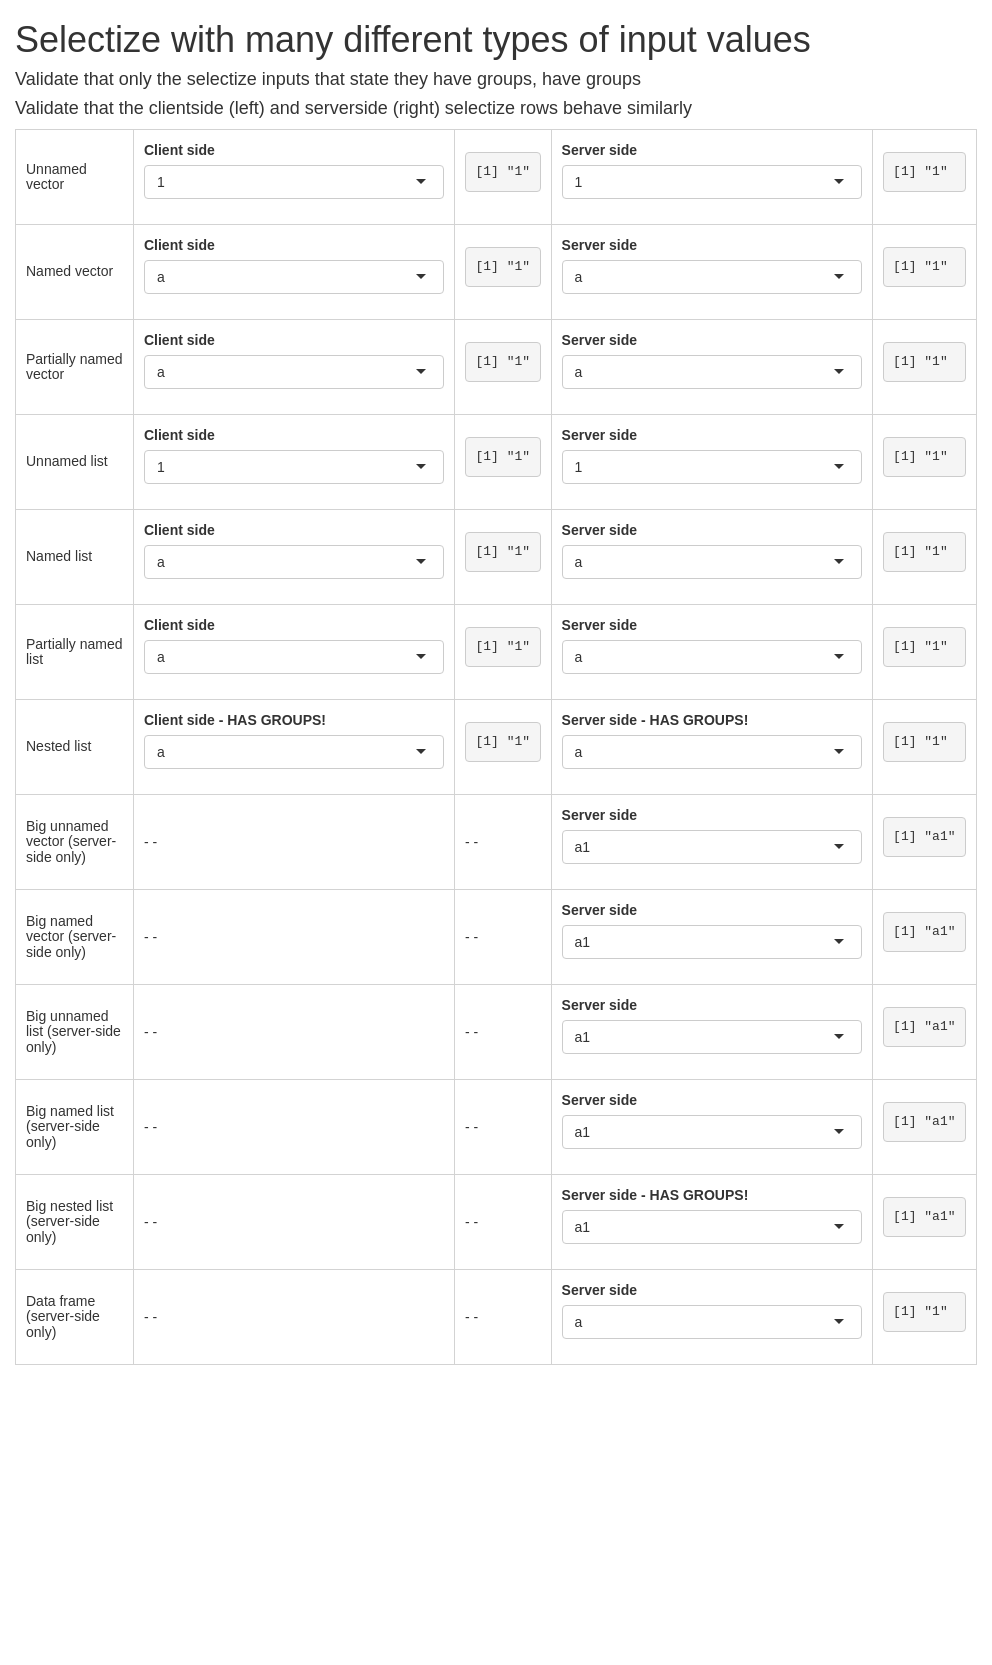 Selectize with many different types of input values
Validate that only the selectize inputs that state they have groups, have groups
Validate that the clientside (left) and serverside (right) selectize rows behave similarly
Unnamed
vector
Client side
1
[1] "1"
Server side
1
[1] "1"
Named vector
Client side
a
[1] "1"
Server side
a
[1] "1"
Partially named
vector
Client side
a
[1] "1"
Server side
a
[1] "1"
Unnamed list
Client side
1
[1] "1"
Server side
1
[1] "1"
Named list
Client side
a
[1] "1"
Server side
a
[1] "1"
Partially named
list
Client side
a
[1] "1"
Server side
a
[1] "1"
Nested list
Client side - HAS GROUPS!
a
[1] "1"
Server side - HAS GROUPS!
a
[1] "1"
Big unnamed
vector (server-
side only)
- -
- -
Server side
a1
[1] "a1"
Big named
vector (server-
side only)
- -
- -
Server side
a1
[1] "a1"
Big unnamed
list (server-side
only)
- -
- -
Server side
a1
[1] "a1"
Big named list
(server-side
only)
- -
- -
Server side
a1
[1] "a1"
Big nested list
(server-side
only)
- -
- -
Server side - HAS GROUPS!
a1
[1] "a1"
Data frame
(server-side
only)
- -
- -
Server side
a
[1] "1"